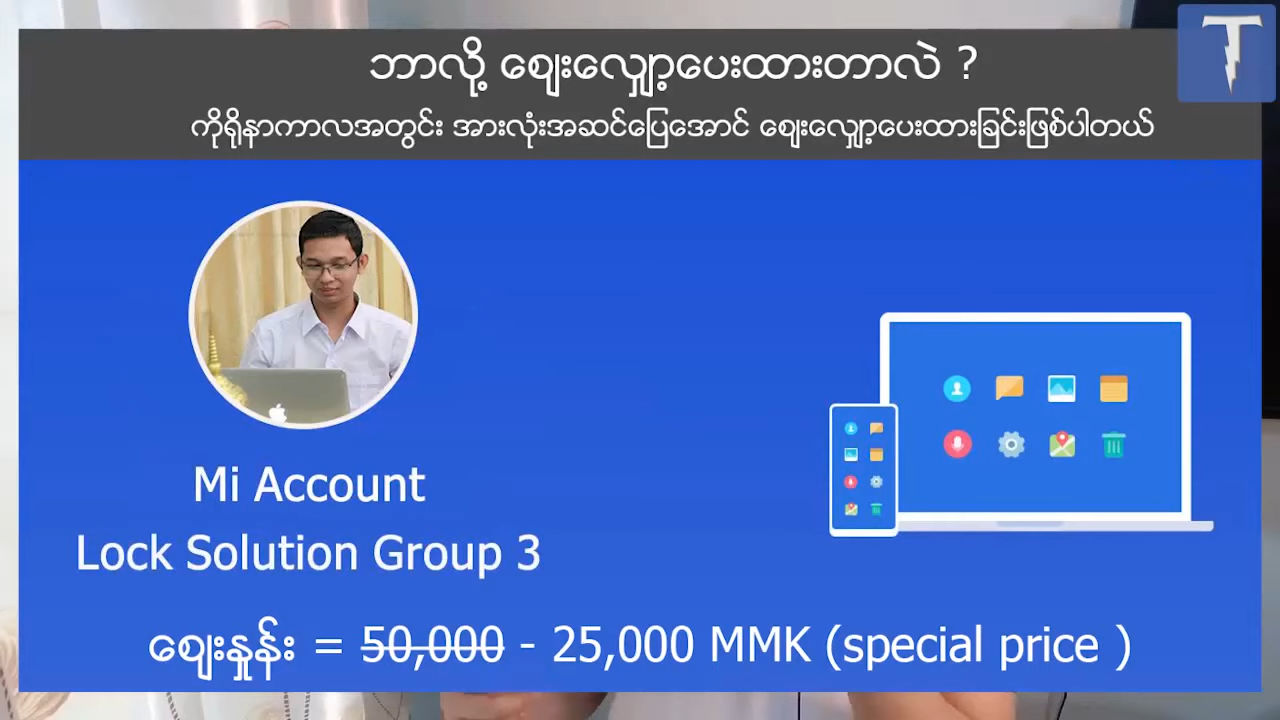 ဘာလို့ ဈေးလျှော့ပေးထားတာလဲ ?
ကိုရိုနာကာလအတွင်း အားလုံးအဆင်ပြေအောင် ဈေးလျှော့ပေးထားခြင်းဖြစ်ပါတယ်
Mi Account
Lock Solution Group 3
ဈေးနှုန်း = 50,000 - 25,000 MMK (special price )